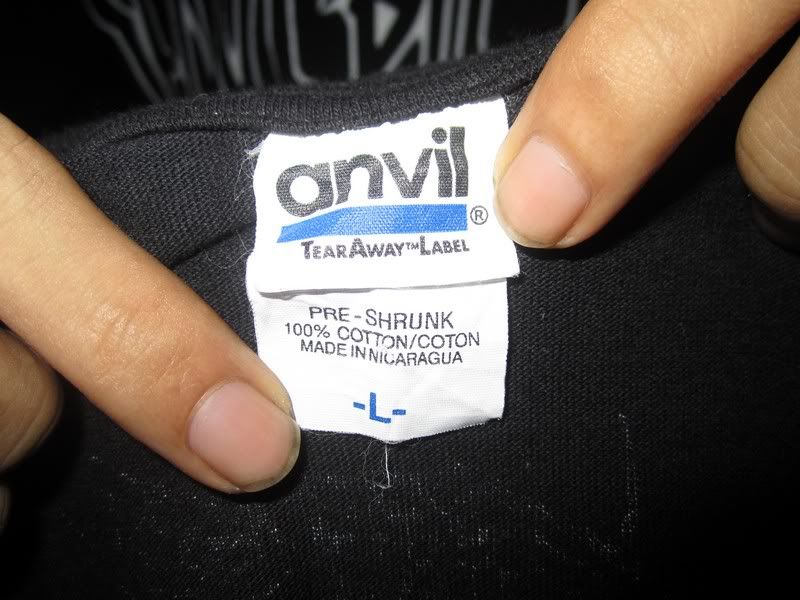 anvil®
TEARAWAY™LABEL
PRE-SHRUNK
100% COTTON/COTON
MADE IN NICARAGUA
-L-